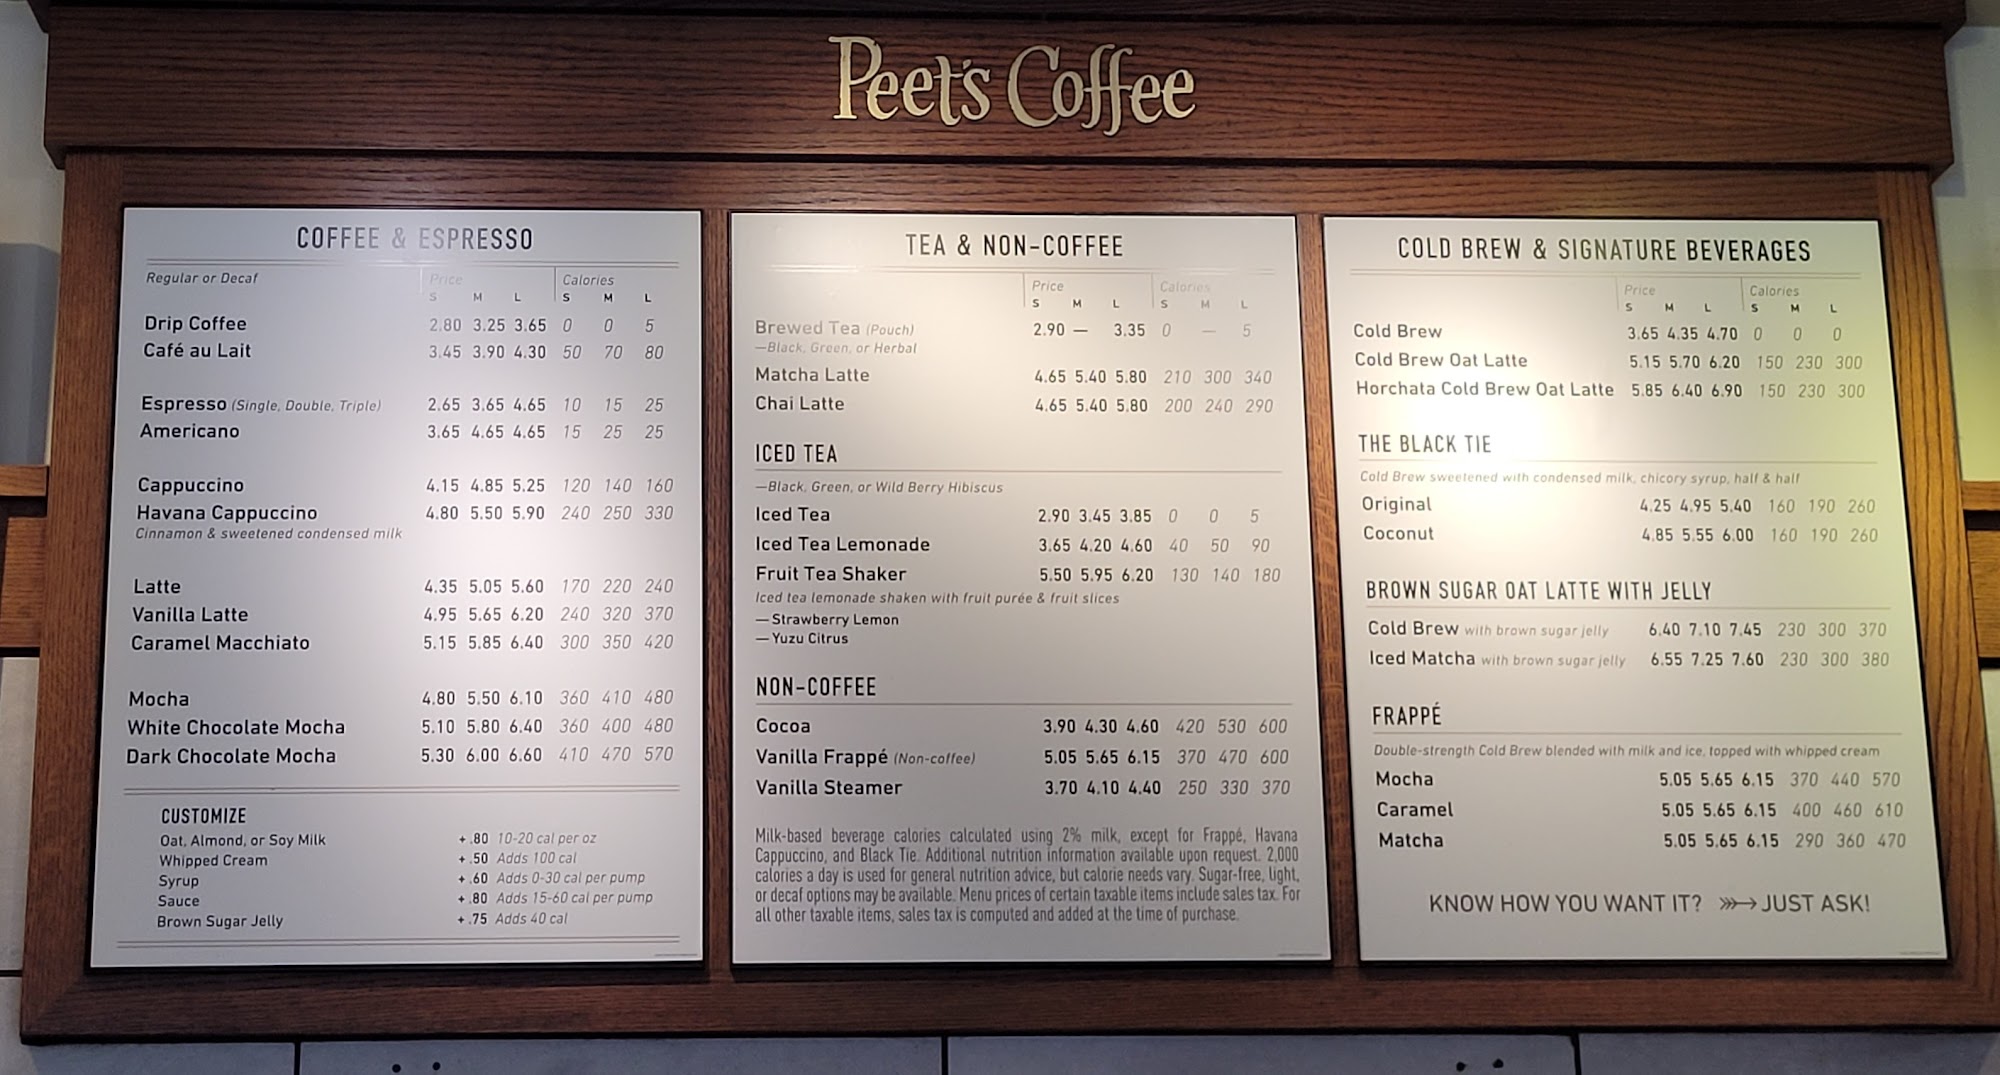 Peet's Coffee
COFFEE & ESPRESSO
Regular or Decaf Price Calories
S M L S M L
Drip Coffee 2.80 3.25 3.65 0 0 5
Café au Lait 3.45 3.90 4.30 50 70 80
Espresso (Single, Double, Triple) 2.65 3.65 4.65 10 15 25
Americano 3.65 4.65 4.65 15 25 25
Cappuccino 4.15 4.85 5.25 120 140 160
Havana Cappuccino 4.80 5.50 5.90 240 250 330
Cinnamon & sweetened condensed milk
Latte 4.35 5.05 5.60 170 220 240
Vanilla Latte 4.95 5.65 6.20 240 320 370
Caramel Macchiato 5.15 5.85 6.40 300 350 420
Mocha 4.80 5.50 6.10 360 410 480
White Chocolate Mocha 5.10 5.80 6.40 360 400 480
Dark Chocolate Mocha 5.30 6.00 6.60 410 470 570
CUSTOMIZE
Oat, Almond, or Soy Milk + .80 10-20 cal per oz
Whipped Cream + .50 Adds 100 cal
Syrup + .60 Adds 0-30 cal per pump
Sauce + .80 Adds 15-60 cal per pump
Brown Sugar Jelly + .75 Adds 40 cal
TEA & NON-COFFEE
Price Calories
S M L S M L
Brewed Tea (Pouch) 2.90 — 3.35 0 — 5
—Black, Green, or Herbal
Matcha Latte 4.65 5.40 5.80 210 300 340
Chai Latte 4.65 5.40 5.80 200 240 290
ICED TEA
—Black, Green, or Wild Berry Hibiscus
Iced Tea 2.90 3.45 3.85 0 0 5
Iced Tea Lemonade 3.65 4.20 4.60 40 50 90
Fruit Tea Shaker 5.50 5.95 6.20 130 140 180
Iced tea lemonade shaken with fruit purée & fruit slices
— Strawberry Lemon
— Yuzu Citrus
NON-COFFEE
Cocoa 3.90 4.30 4.60 420 530 600
Vanilla Frappé (Non-coffee) 5.05 5.65 6.15 370 470 600
Vanilla Steamer 3.70 4.10 4.40 250 330 370
Milk-based beverage calories calculated using 2% milk, except for Frappé, Havana
Cappuccino, and Black Tie. Additional nutrition information available upon request. 2,000
calories a day is used for general nutrition advice, but calorie needs vary. Sugar-free, light,
or decaf options may be available. Menu prices of certain taxable items include sales tax. For
all other taxable items, sales tax is computed and added at the time of purchase.
COLD BREW & SIGNATURE BEVERAGES
Price Calories
S M L S M L
Cold Brew 3.65 4.35 4.70 0 0 0
Cold Brew Oat Latte 5.15 5.70 6.20 150 230 300
Horchata Cold Brew Oat Latte 5.85 6.40 6.90 150 230 300
THE BLACK TIE
Cold Brew sweetened with condensed milk, chicory syrup, half & half
Original 4.25 4.95 5.40 160 190 260
Coconut 4.85 5.55 6.00 160 190 260
BROWN SUGAR OAT LATTE WITH JELLY
Cold Brew with brown sugar jelly 6.40 7.10 7.45 230 300 370
Iced Matcha with brown sugar jelly 6.55 7.25 7.60 230 300 380
FRAPPÉ
Double-strength Cold Brew blended with milk and ice, topped with whipped cream
Mocha 5.05 5.65 6.15 370 440 570
Caramel 5.05 5.65 6.15 400 460 610
Matcha 5.05 5.65 6.15 290 360 470
KNOW HOW YOU WANT IT? JUST ASK!